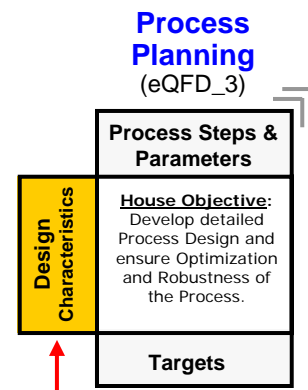 Process
Planning
(eQFD_3)
Process Steps &
Parameters
Design
Characteristics
House Objective:
Develop detailed
Process Design and
ensure Optimization
and Robustness of
the Process.
Targets